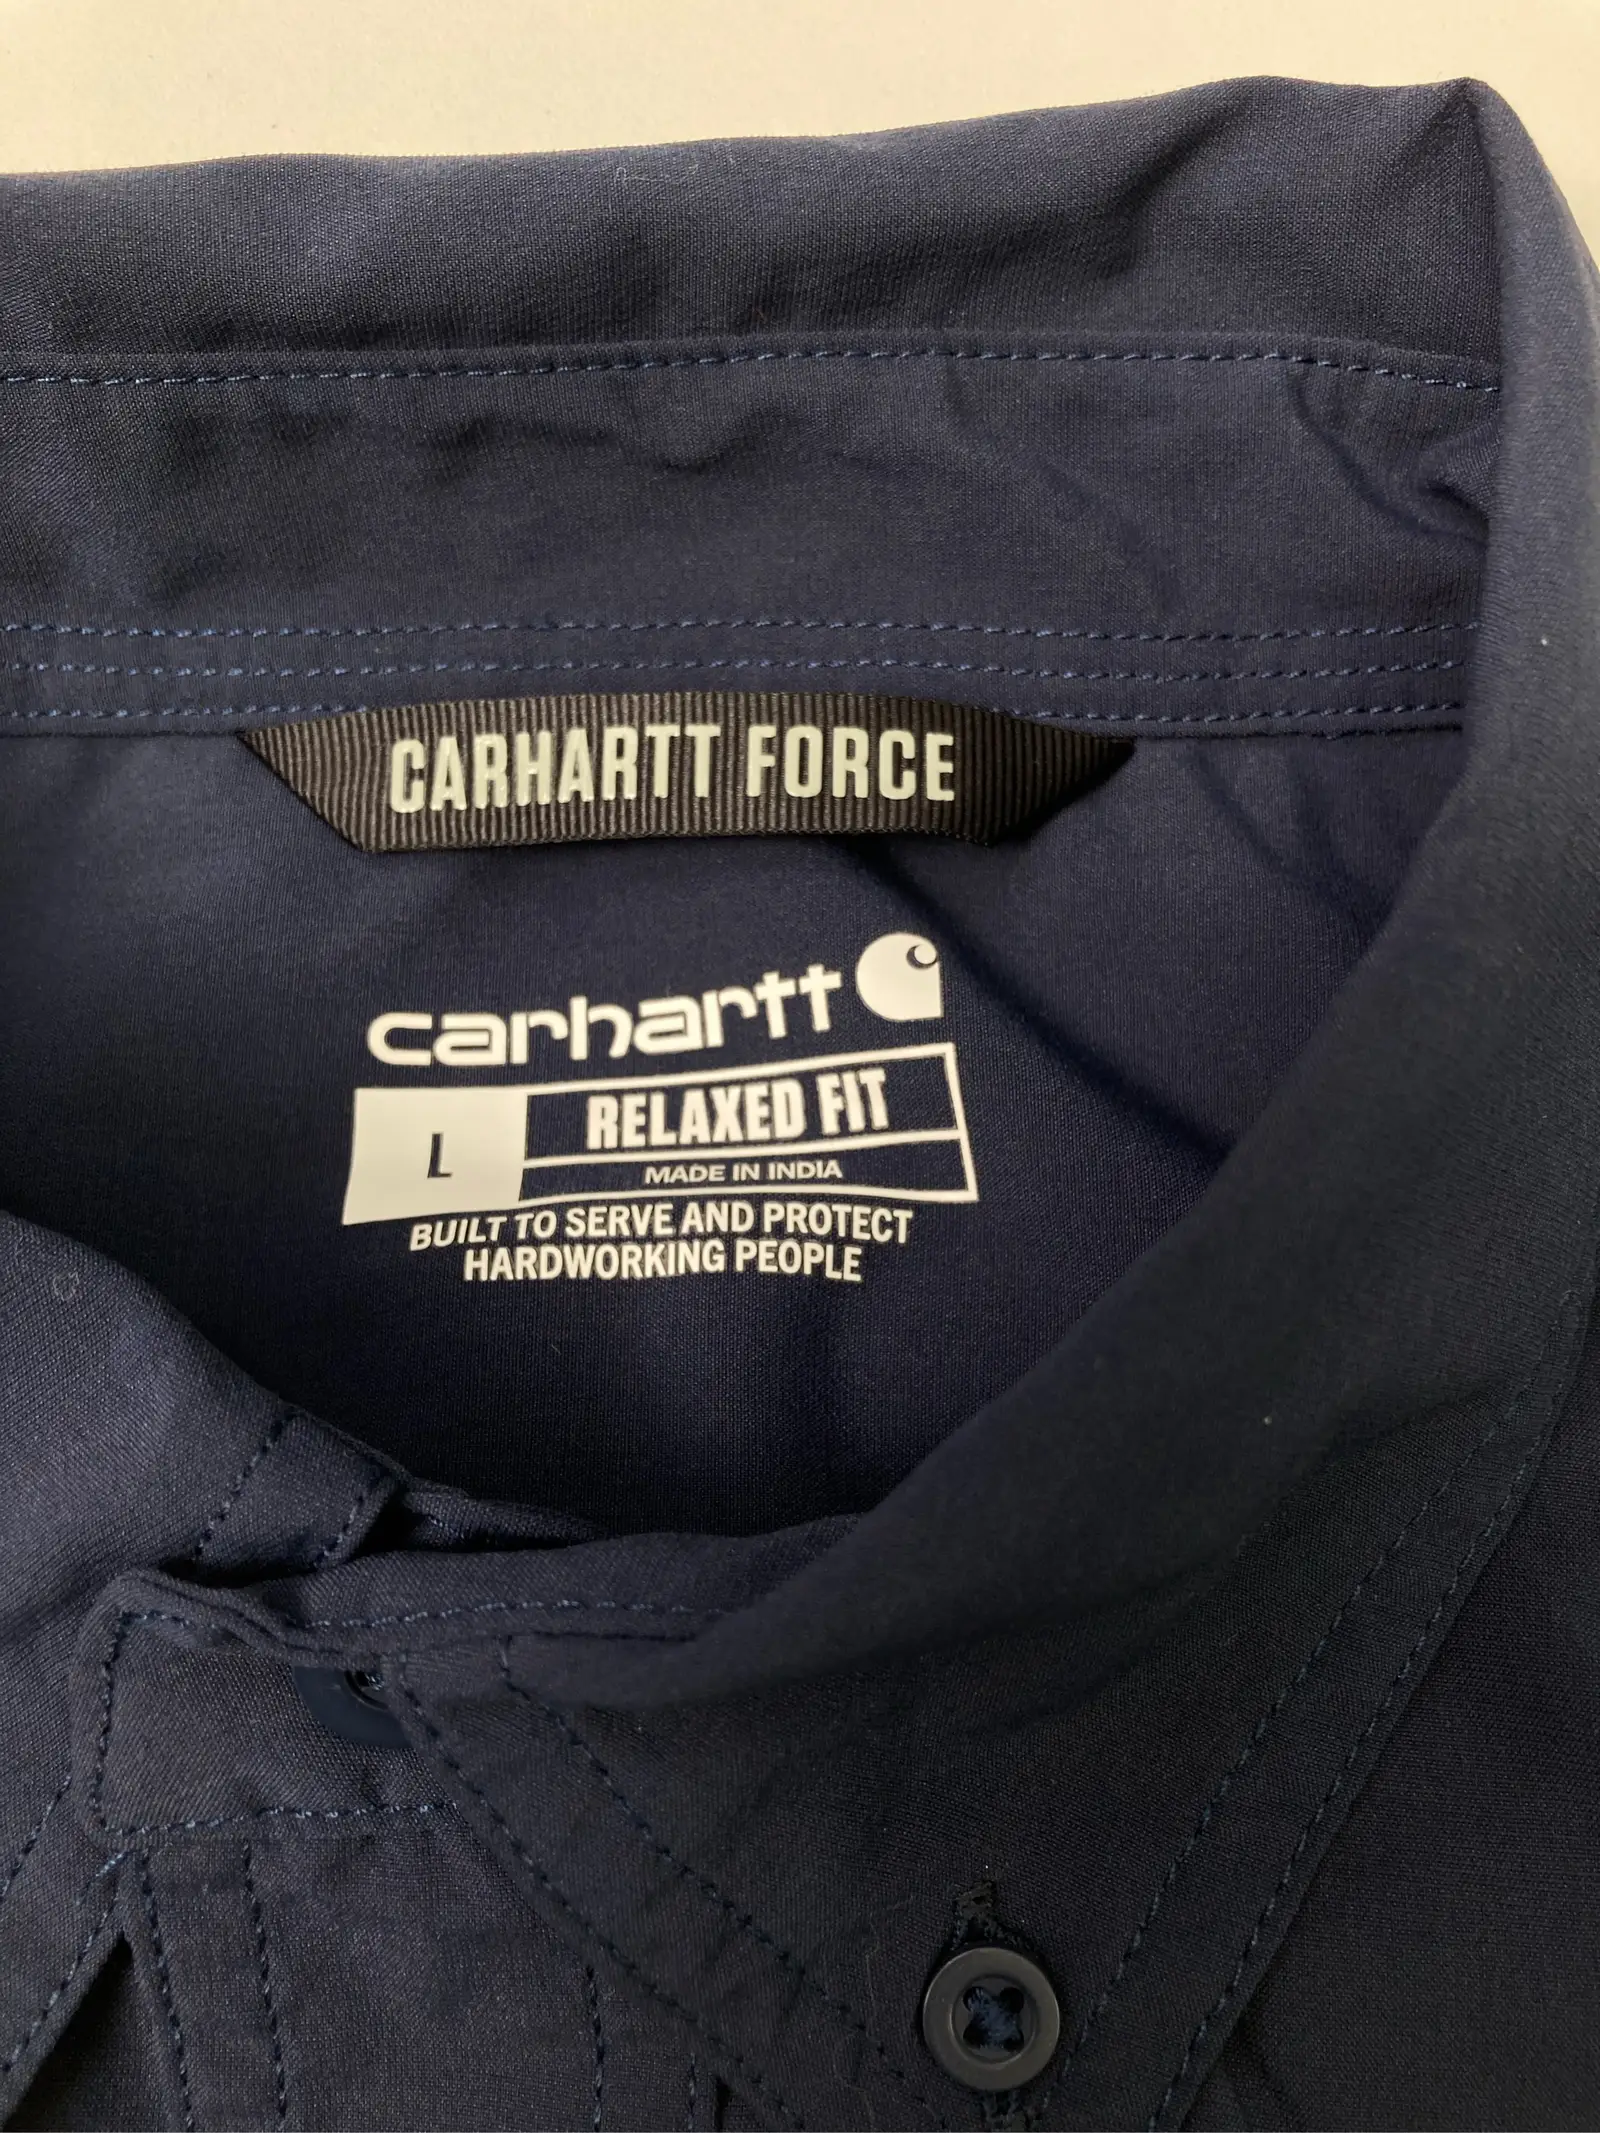 CARHARTT FORCE
carhartt
L
RELAXED FIT
MADE IN INDIA
BUILT TO SERVE AND PROTECT
HARDWORKING PEOPLE